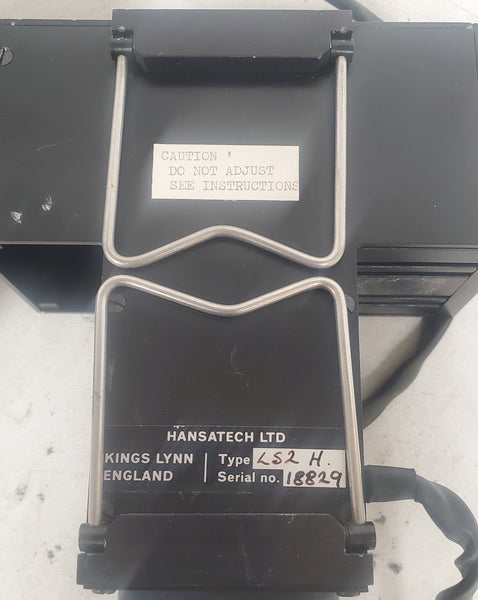 CAUTION '
DO NOT ADJUST
SEE INSTRUCTIONS
HANSATECH LTD
KINGS LYNN
ENGLAND
Type LS2 H.
Serial no. 18829